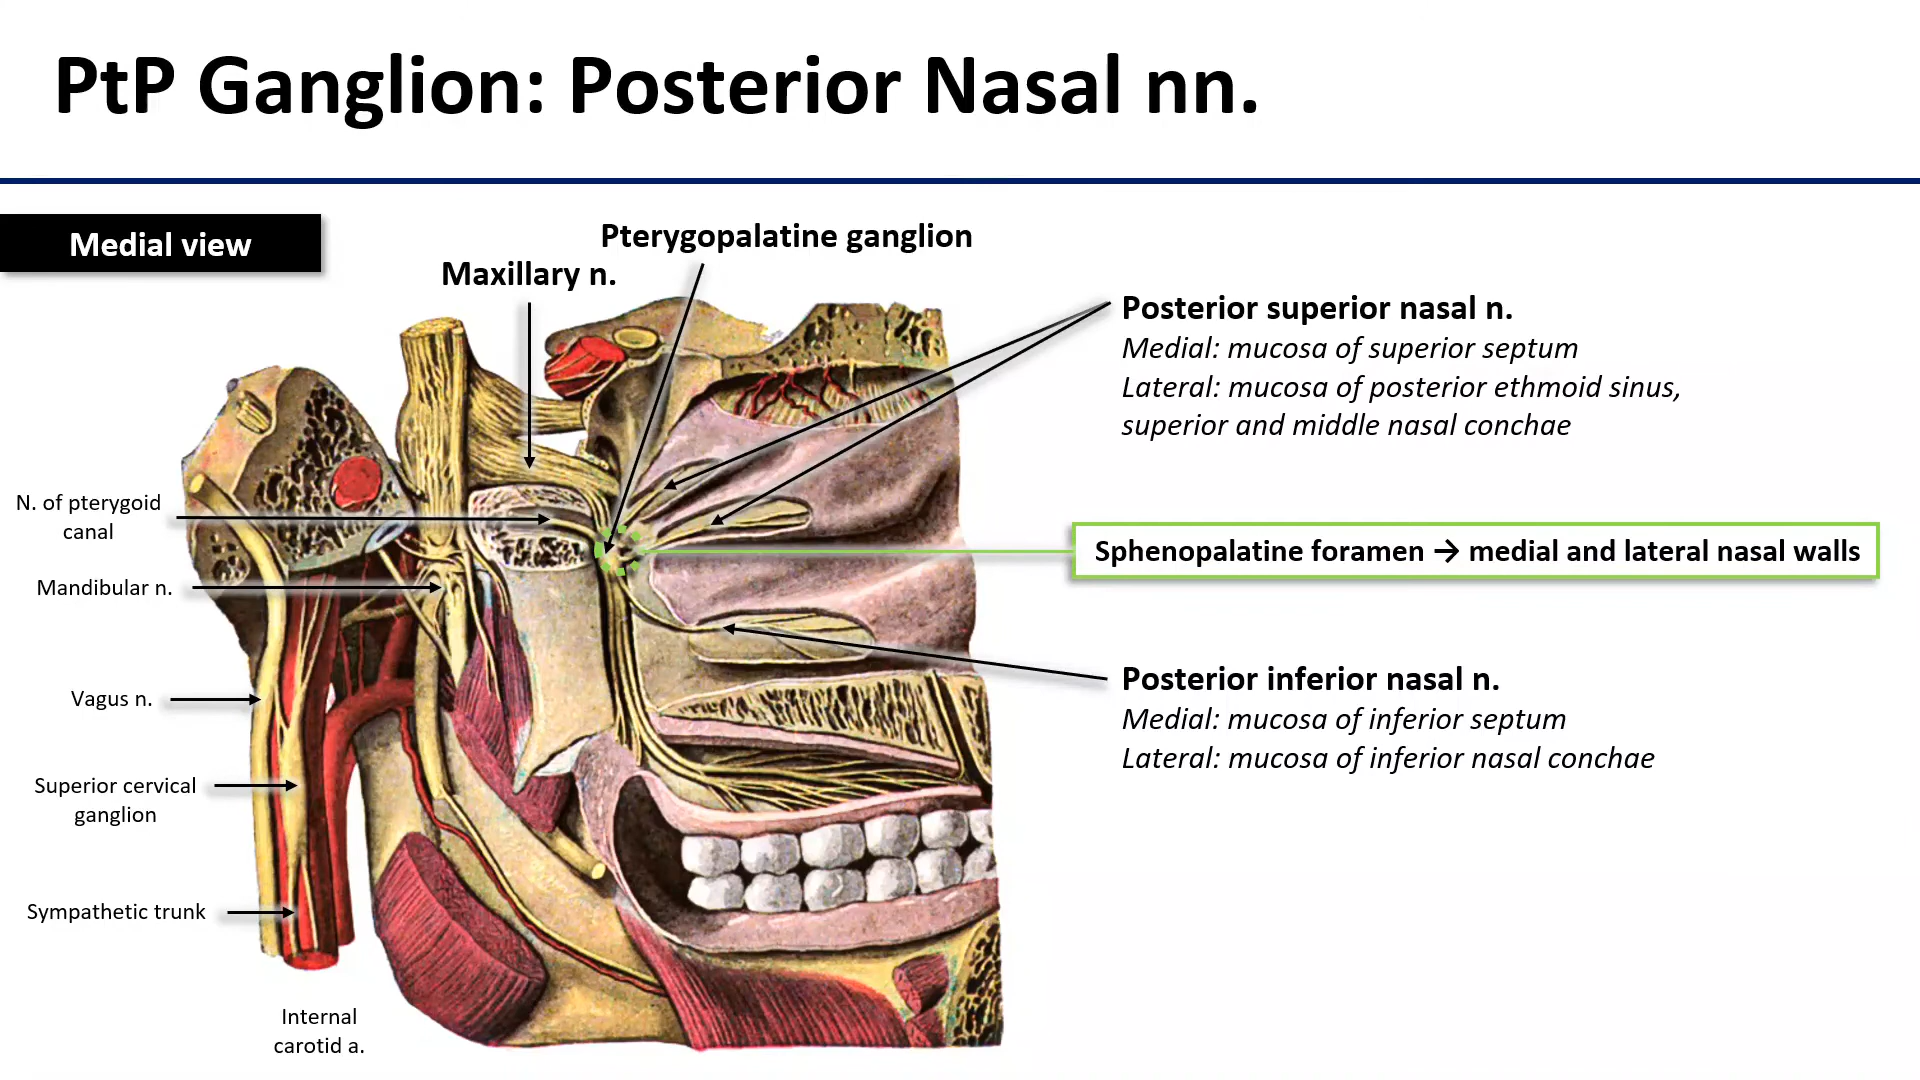 PtP Ganglion: Posterior Nasal nn.
Medial view
Pterygopalatine ganglion
Maxillary n.
Posterior superior nasal n.
Medial: mucosa of superior septum
Lateral: mucosa of posterior ethmoid sinus,
superior and middle nasal conchae
N. of pterygoid
canal
Sphenopalatine foramen → medial and lateral nasal walls
Mandibular n.
Posterior inferior nasal n.
Medial: mucosa of inferior septum
Lateral: mucosa of inferior nasal conchae
Vagus n.
Superior cervical
ganglion
Sympathetic trunk
Internal
carotid a.